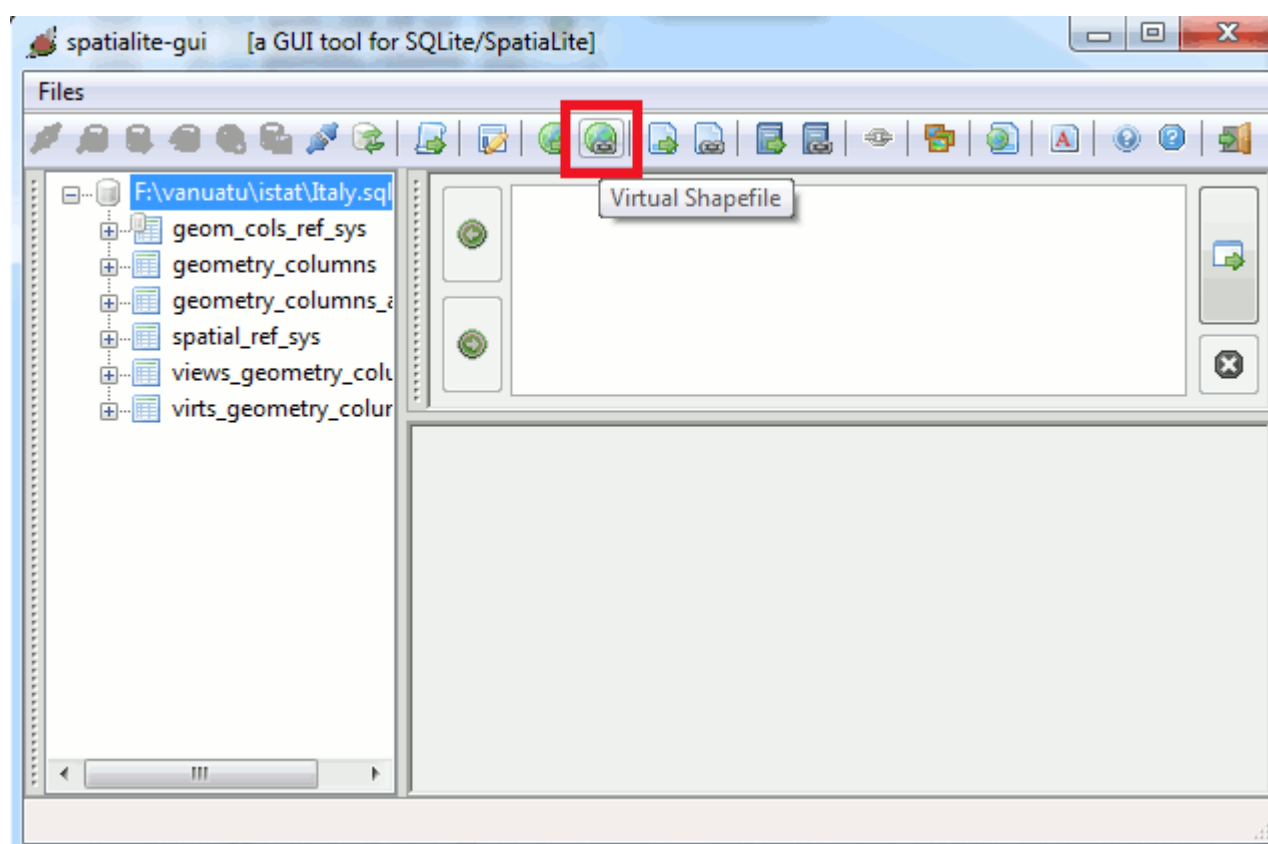 spatialite-gui [a GUI tool for SQLite/SpatiaLite]
Files
Virtual Shapefile
F:\vanuatu\istat\Italy.sql
geom_cols_ref_sys
geometry_columns
geometry_columns_a
spatial_ref_sys
views_geometry_colu
virts_geometry_colur